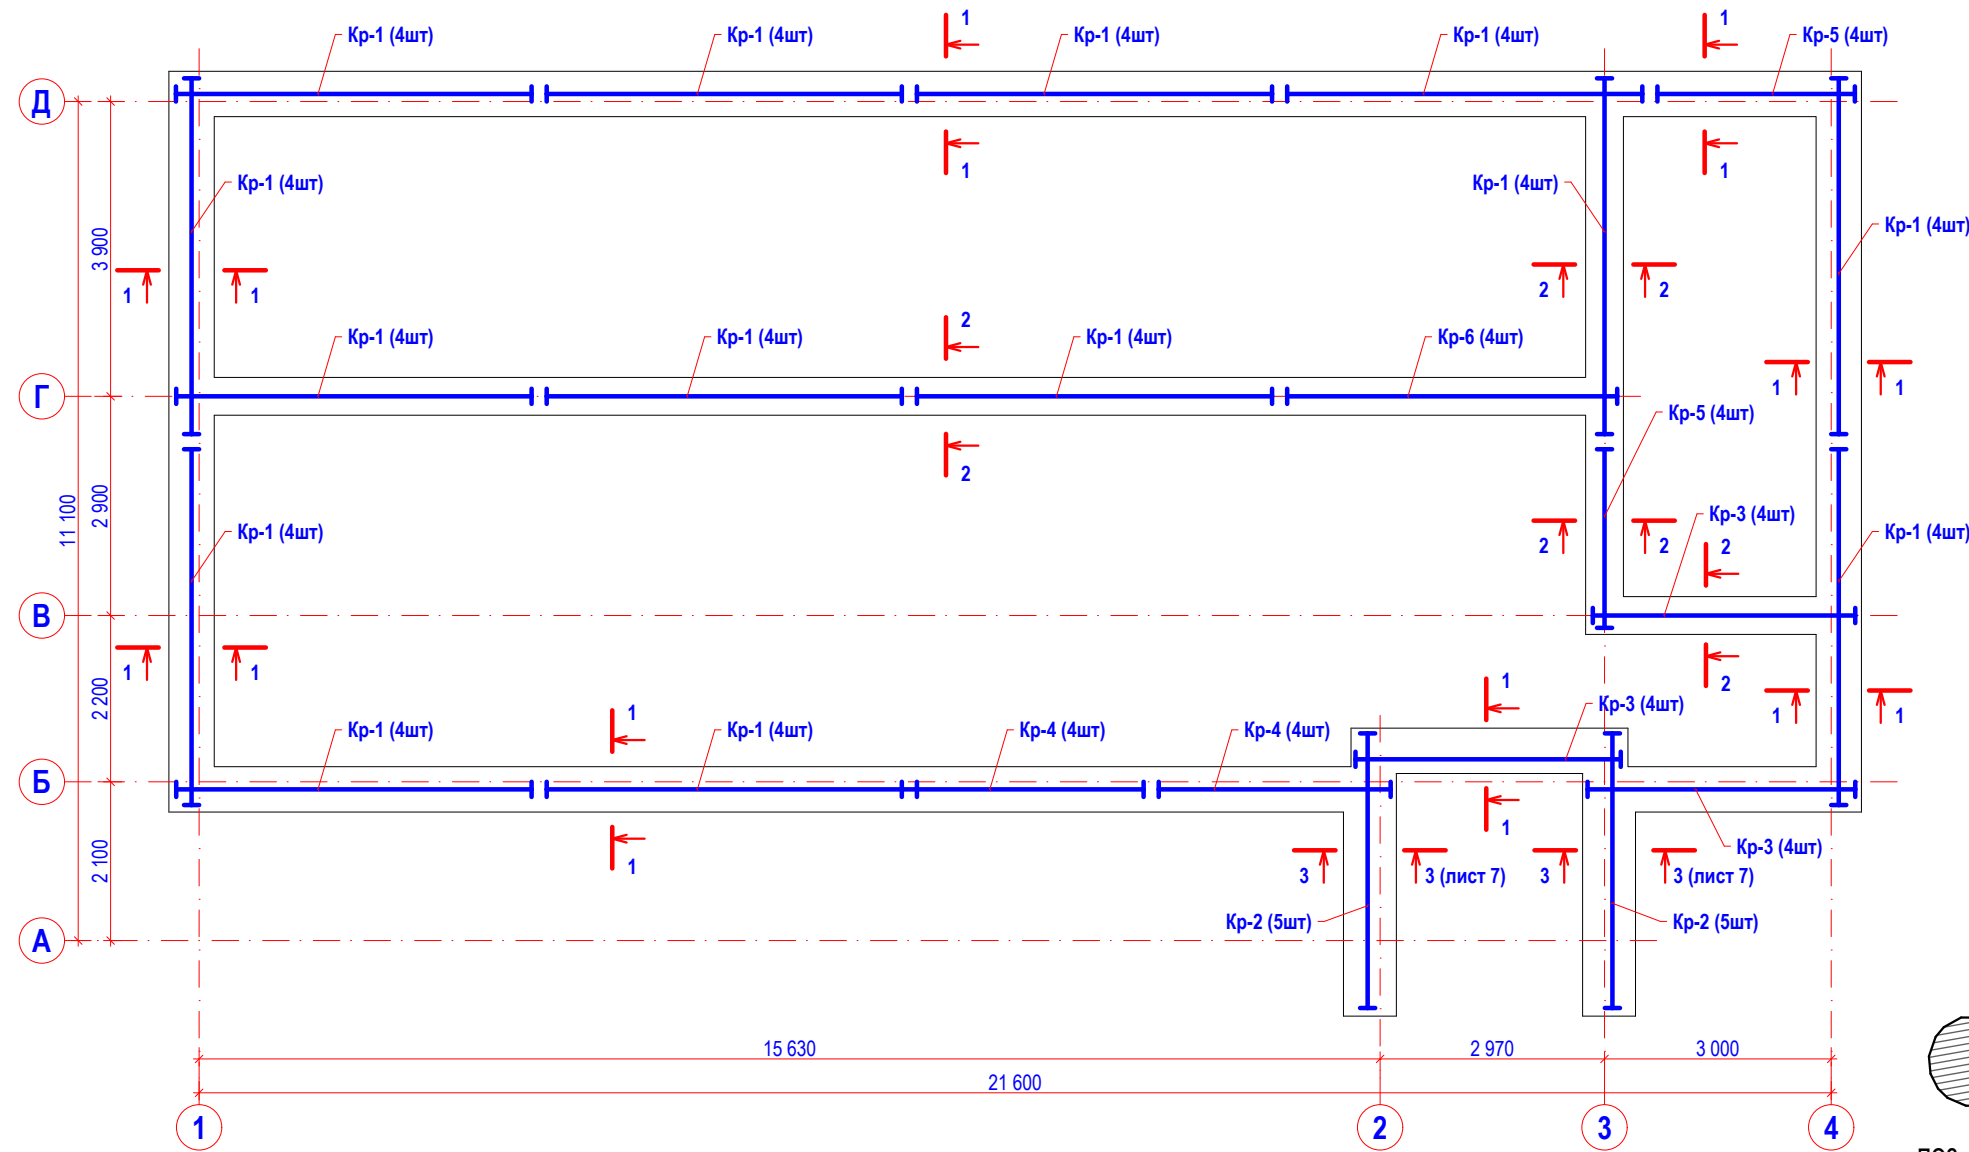 1
1
Кр-1 (4шт)
Кр-1 (4шт)
Кр-1 (4шт)
Кр-1 (4шт)
Кр-5 (4шт)
Д
1
1
Кр-1 (4шт)
Кр-1 (4шт)
Кр-1 (4шт)
3 900
1
1
2
2
2
Кр-1 (4шт)
Кр-1 (4шт)
Кр-1 (4шт)
Кр-6 (4шт)
Г
1
1
Кр-5 (4шт)
2
11 100
2 900
Кр-1 (4шт)
Кр-3 (4шт)
Кр-1 (4шт)
2
2
2
В
1
1
2
2 200
1
1
1
1
Кр-1 (4шт)
Кр-1 (4шт)
Кр-4 (4шт)
Кр-4 (4шт)
Кр-3 (4шт)
Б
1
1
Кр-3 (4шт)
2 100
3
3 (лист 7)
3
3 (лист 7)
Кр-2 (5шт)
Кр-2 (5шт)
А
15 630
2 970
3 000
21 600
1
2
3
4